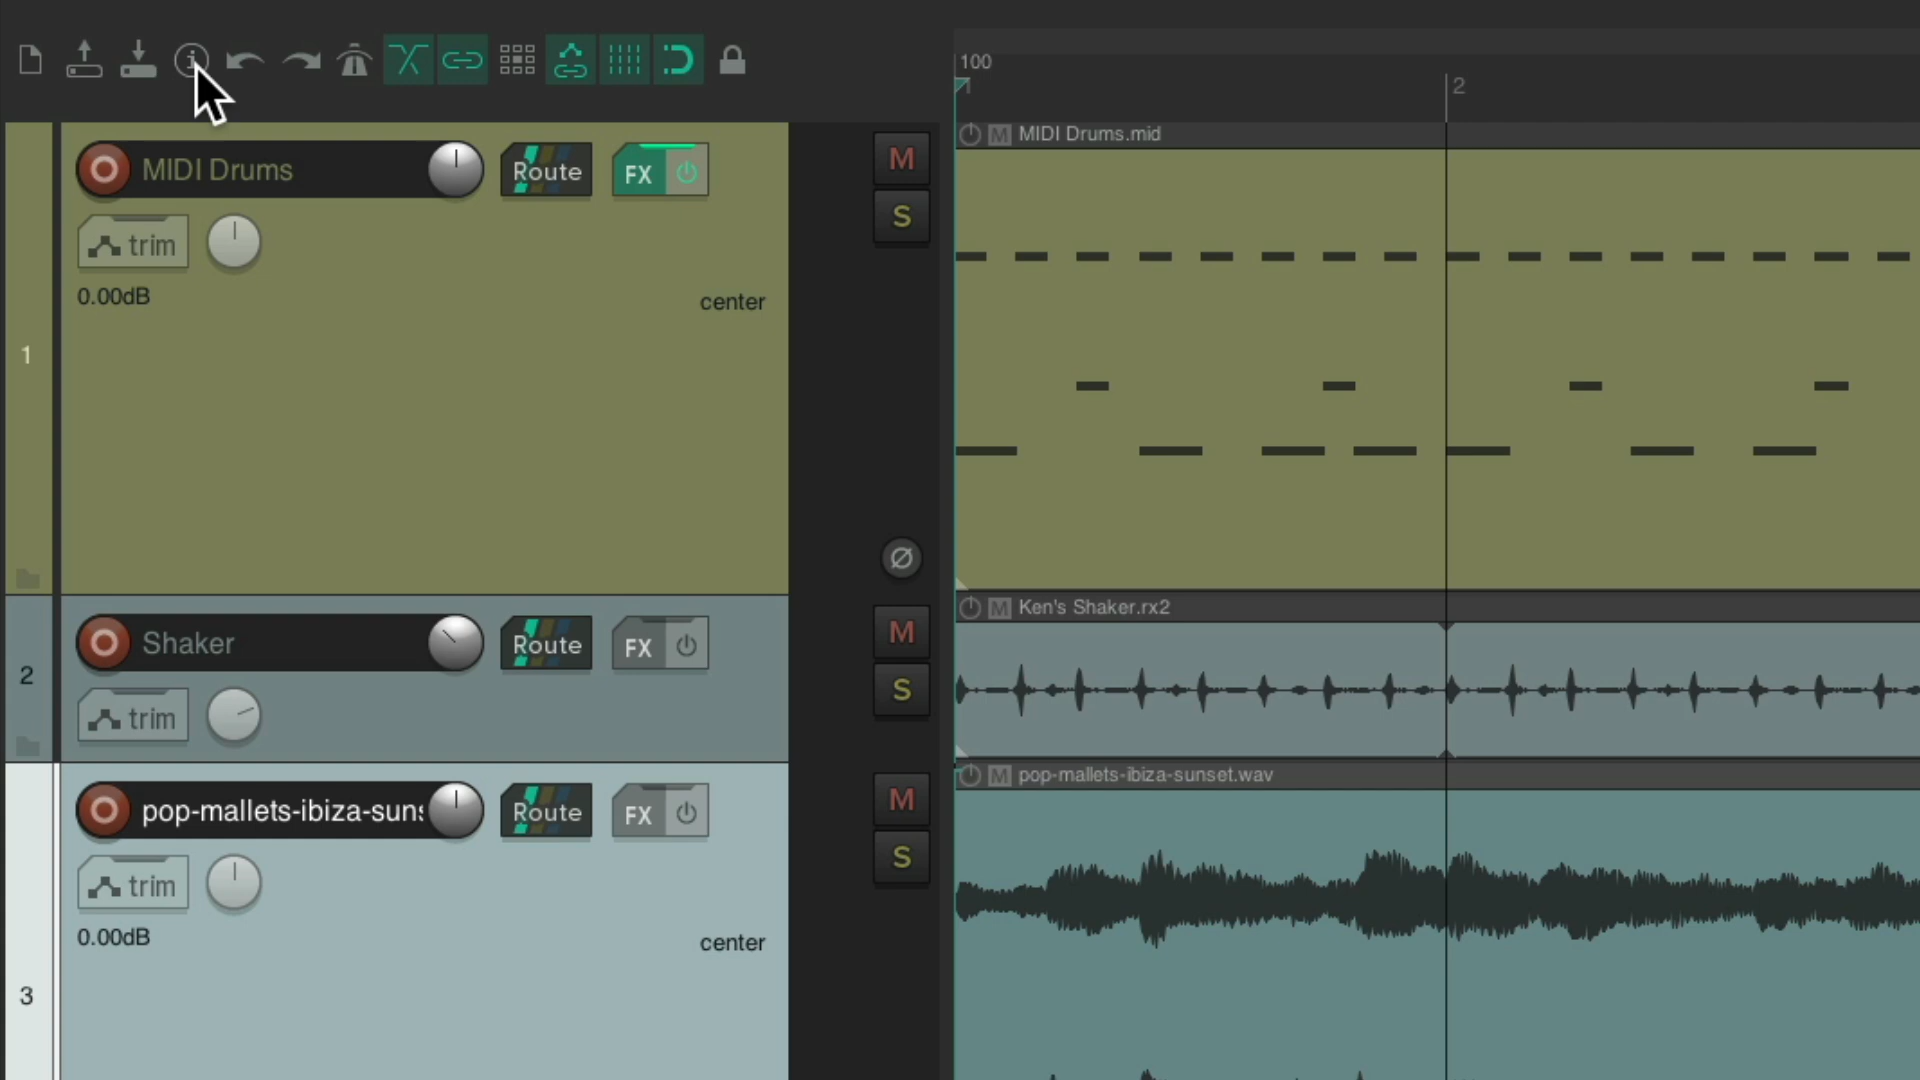 100
1
2
MIDI Drums
Route
FX
M
MIDI Drums.mid
M
trim
S
0.00dB
center
1
Shaker
Route
FX
M
Ken's Shaker.rx2
M
2
trim
S
pop-mallets-ibiza-suns
Route
FX
M
pop-mallets-ibiza-sunset.wav
M
trim
S
0.00dB
center
3